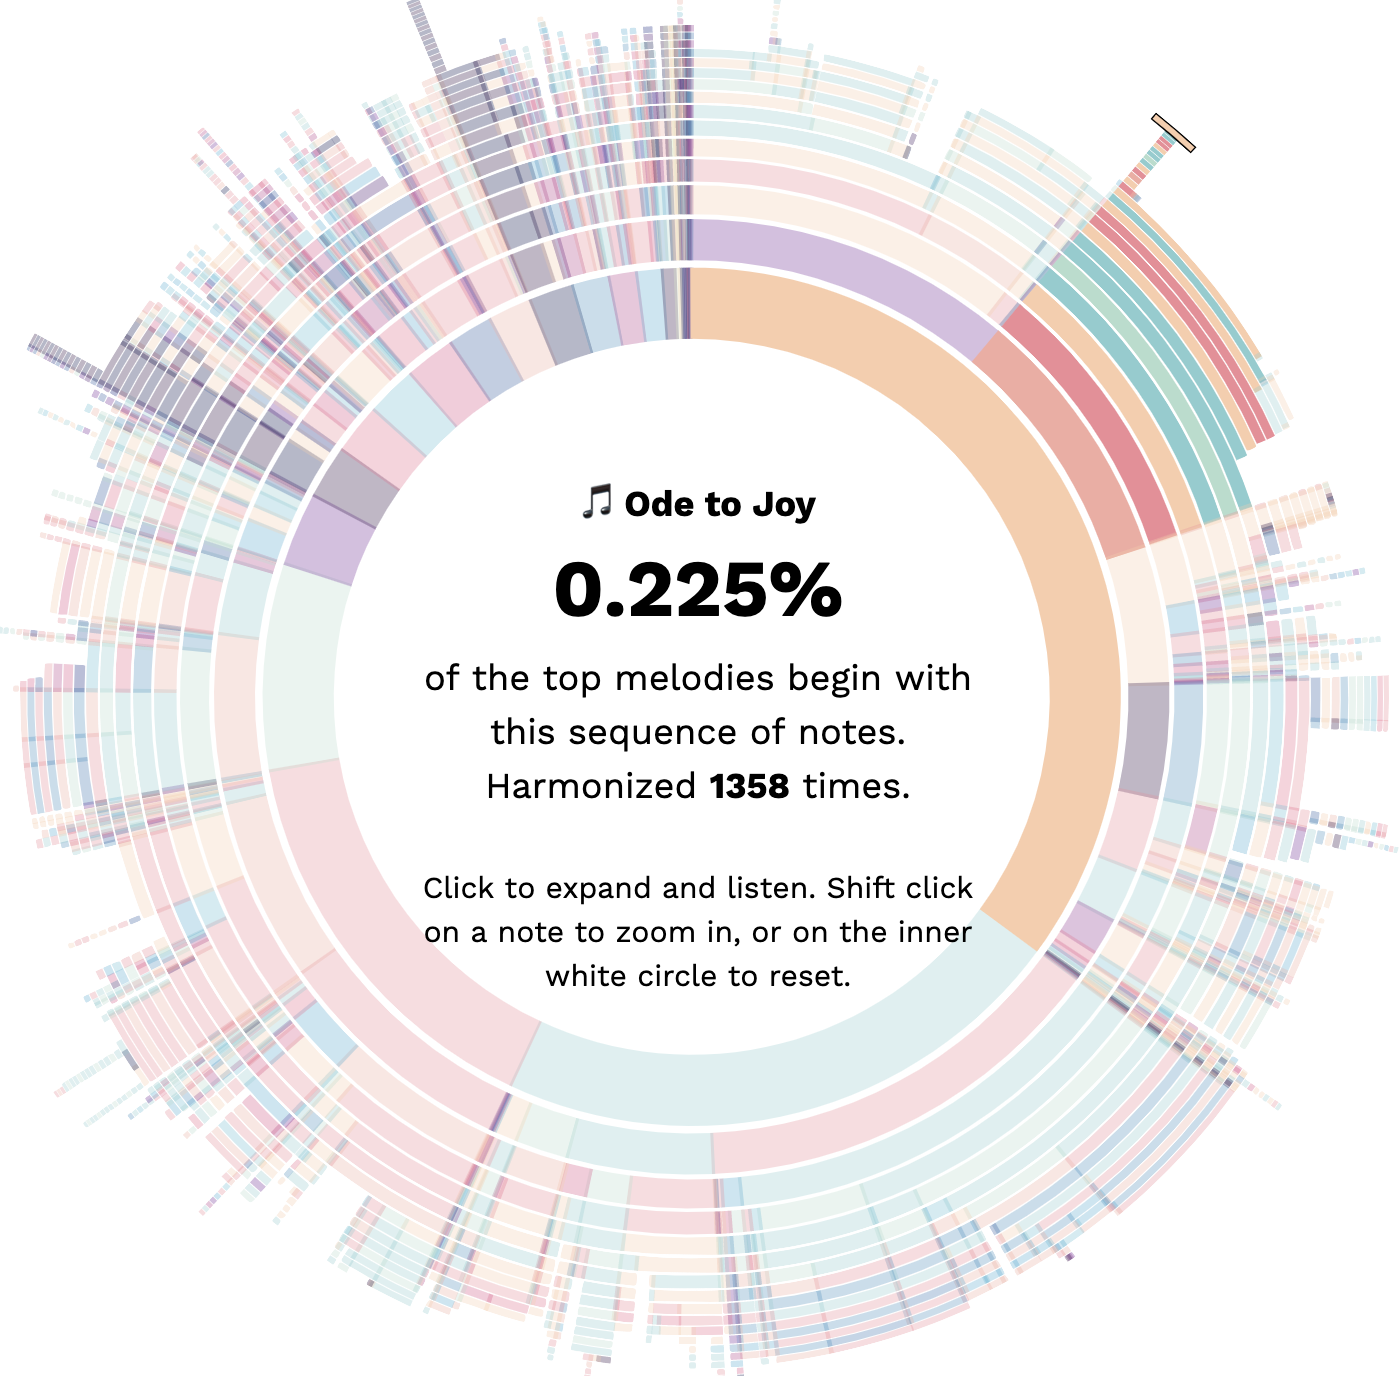 🎵 Ode to Joy
0.225%
of the top melodies begin with
this sequence of notes.
Harmonized 1358 times.
Click to expand and listen. Shift click
on a note to zoom in, or on the inner
white circle to reset.